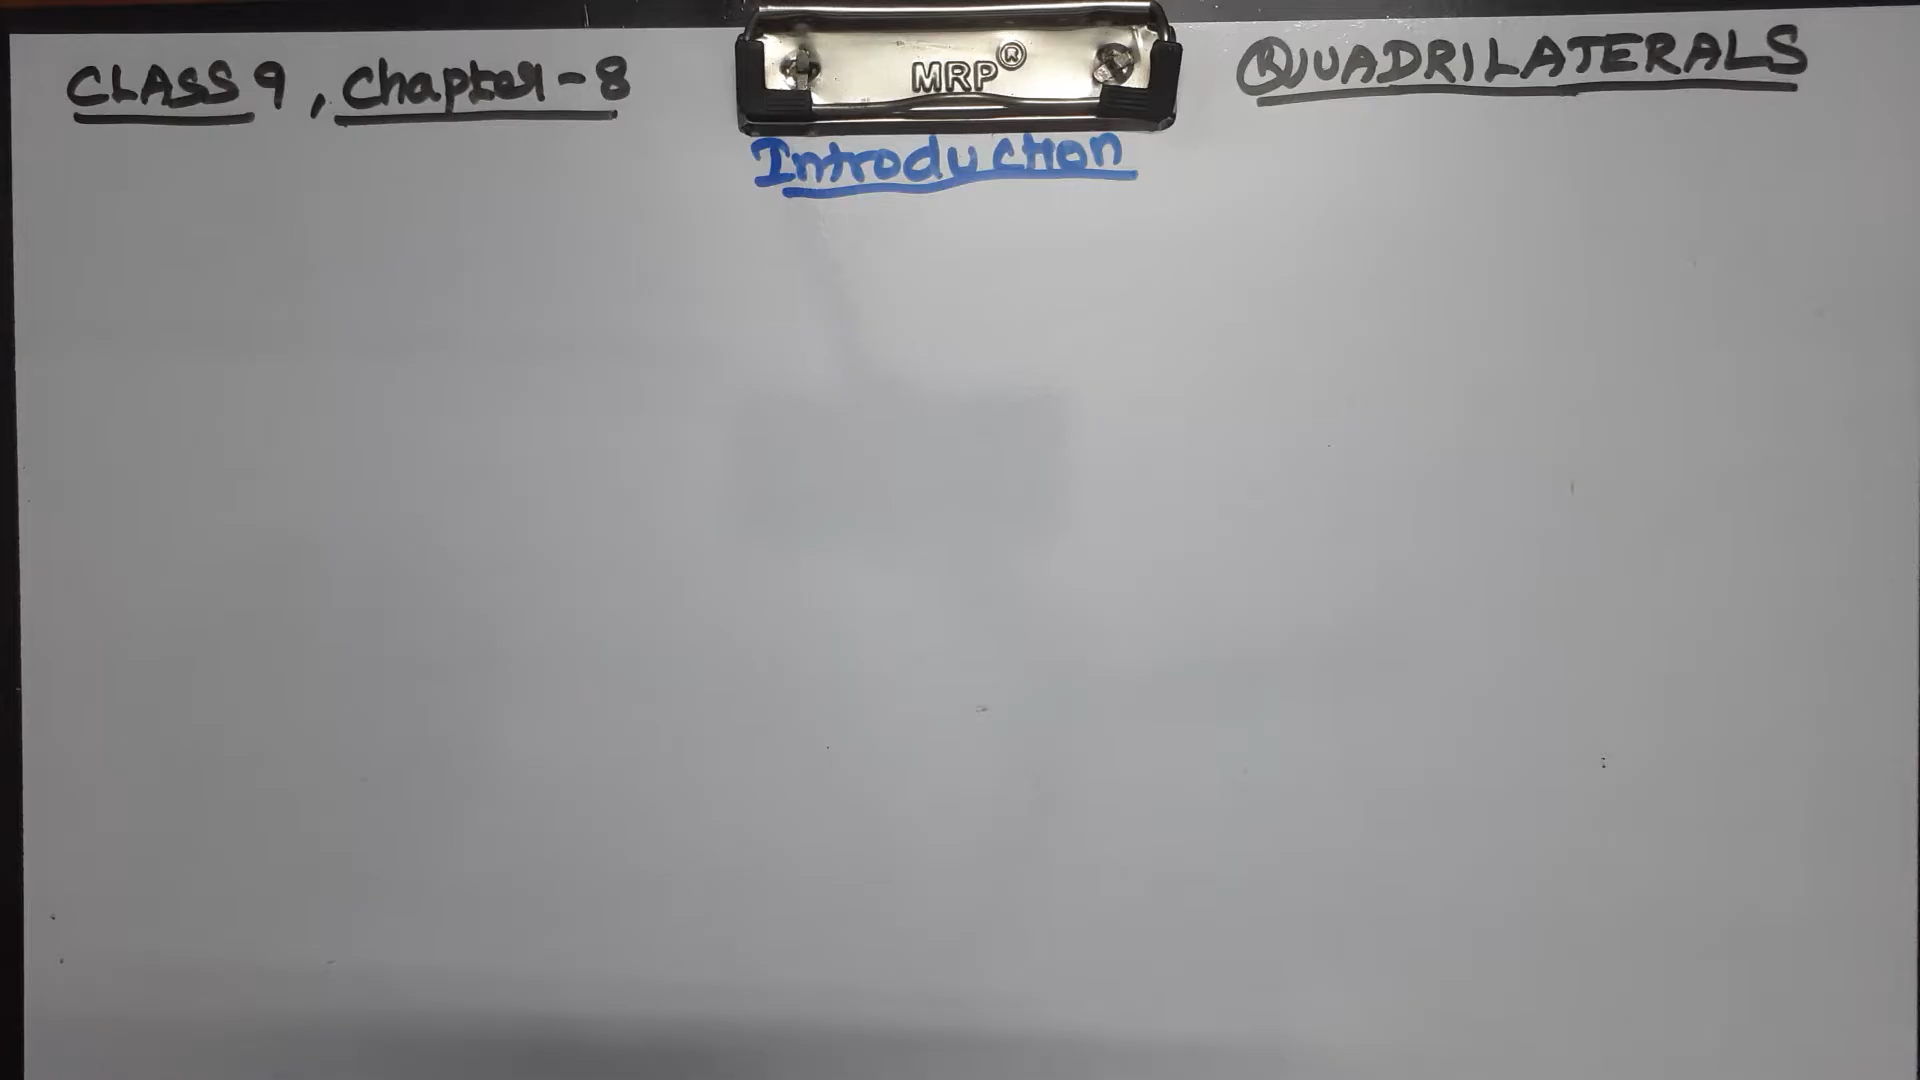 CLASS 9, Chapter-8
MRP®
QUADRILATERALS
Introduction